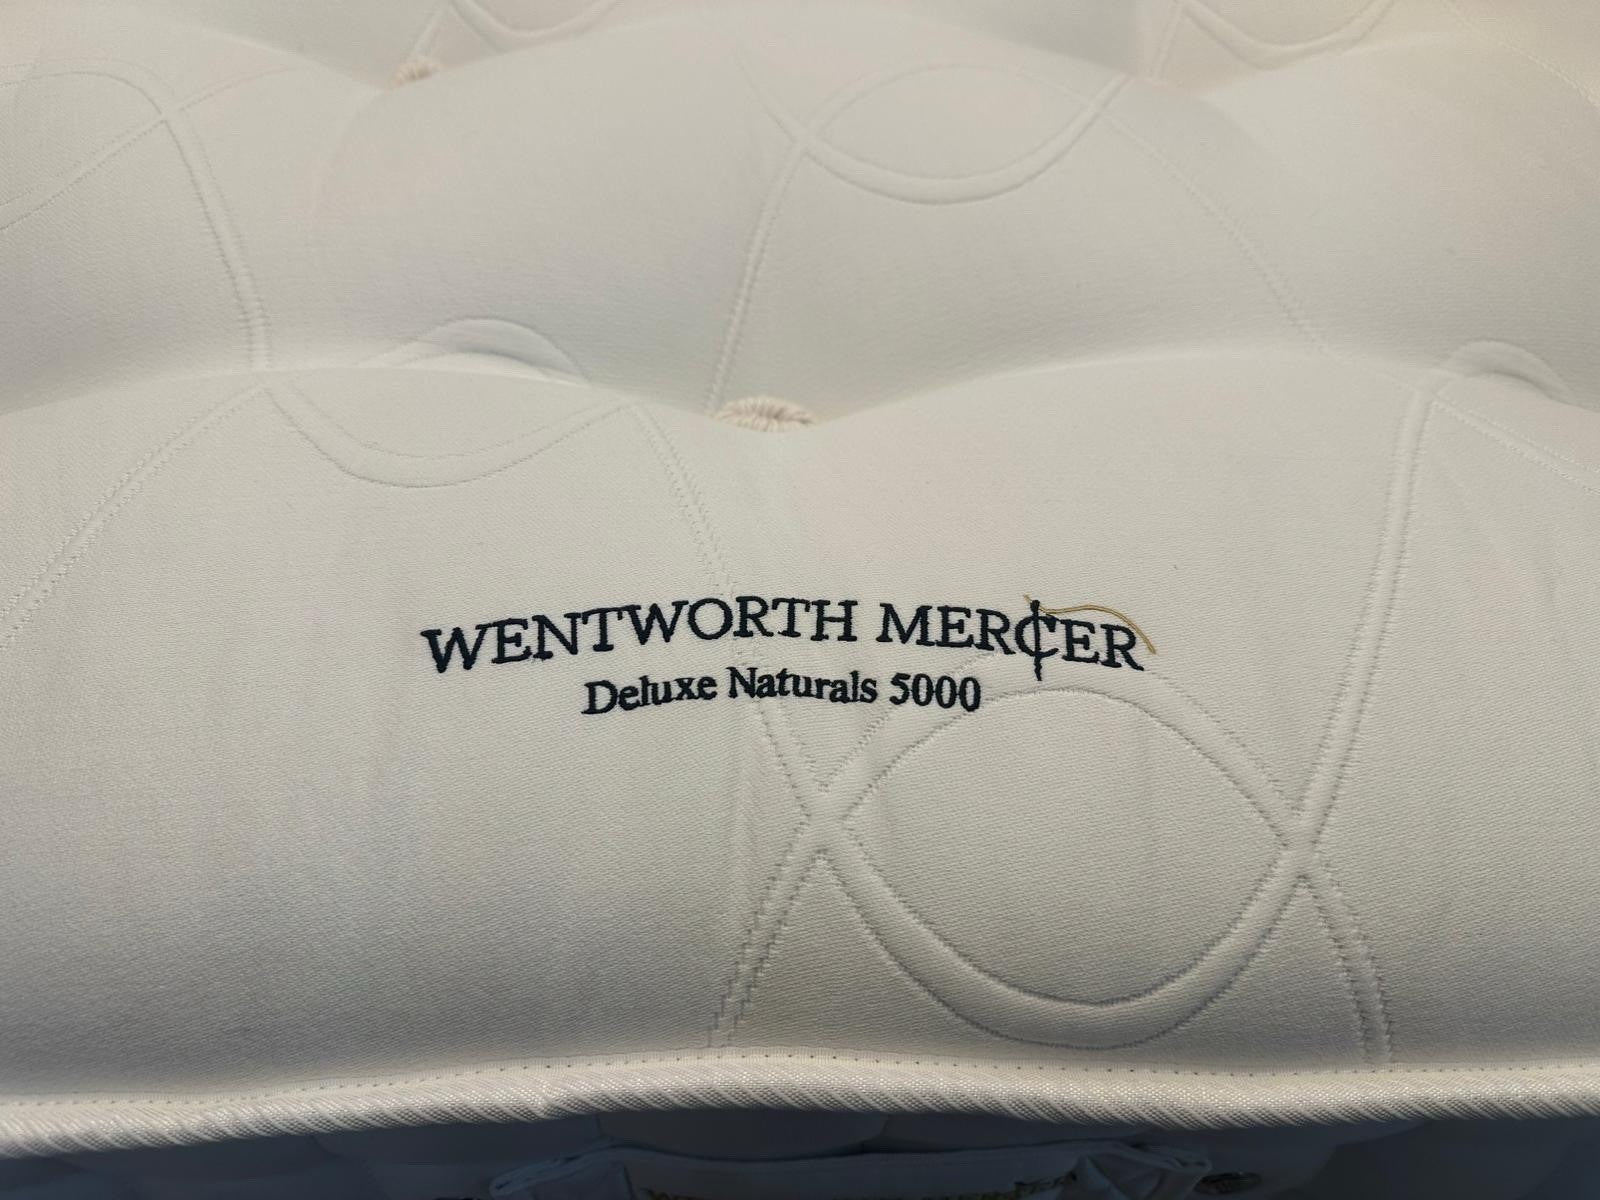 WENTWORTH MERCER
Deluxe Naturals 5000